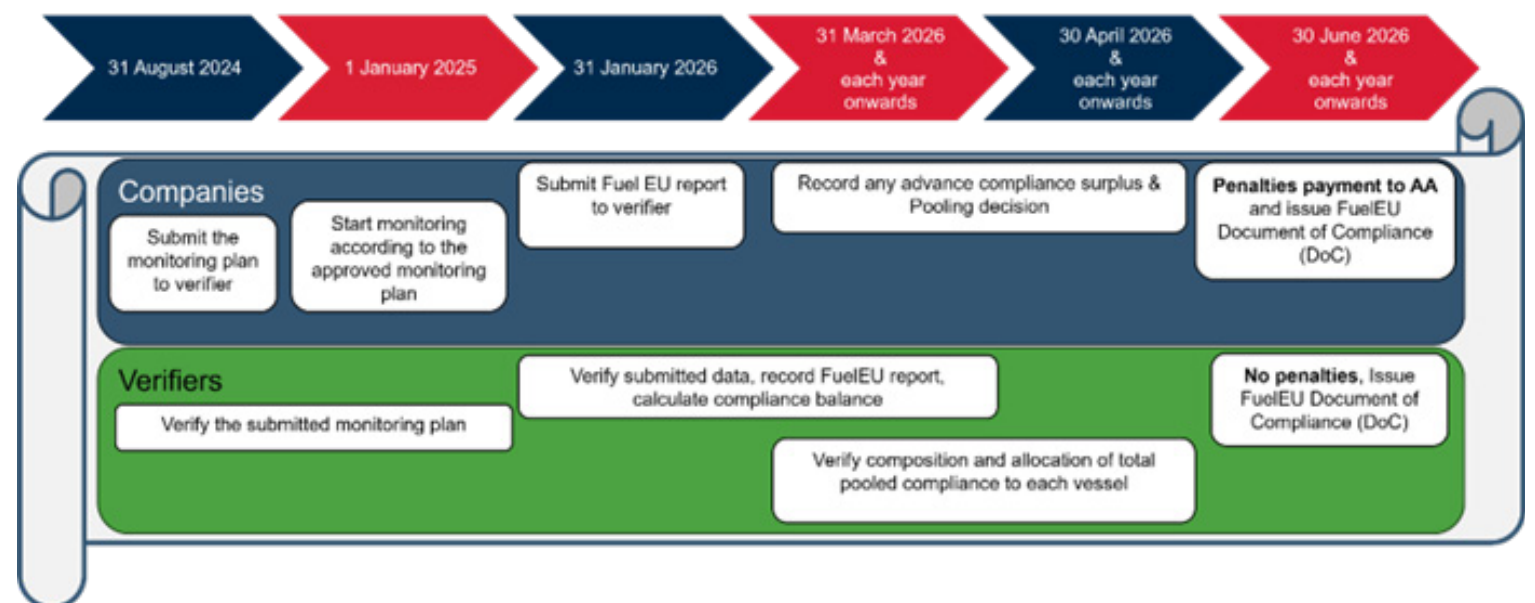 31 August 2024
1 January 2025
31 January 2026
31 March 2026
&
each year
onwards
30 April 2026
&
each year
onwards
30 June 2026
&
each year
onwards
Companies
Submit the
monitoring plan
to verifier
Start monitoring
according to the
approved monitoring
plan
Submit Fuel EU report
to verifier
Record any advance compliance surplus &
Pooling decision
Penalties payment to AA
and issue FuelEU
Document of Compliance
(DoC)
Verifiers
Verify the submitted monitoring plan
Verify submitted data, record FuelEU report,
calculate compliance balance
Verify composition and allocation of total
pooled compliance to each vessel
No penalties, Issue
FuelEU Document of
Compliance (DoC)